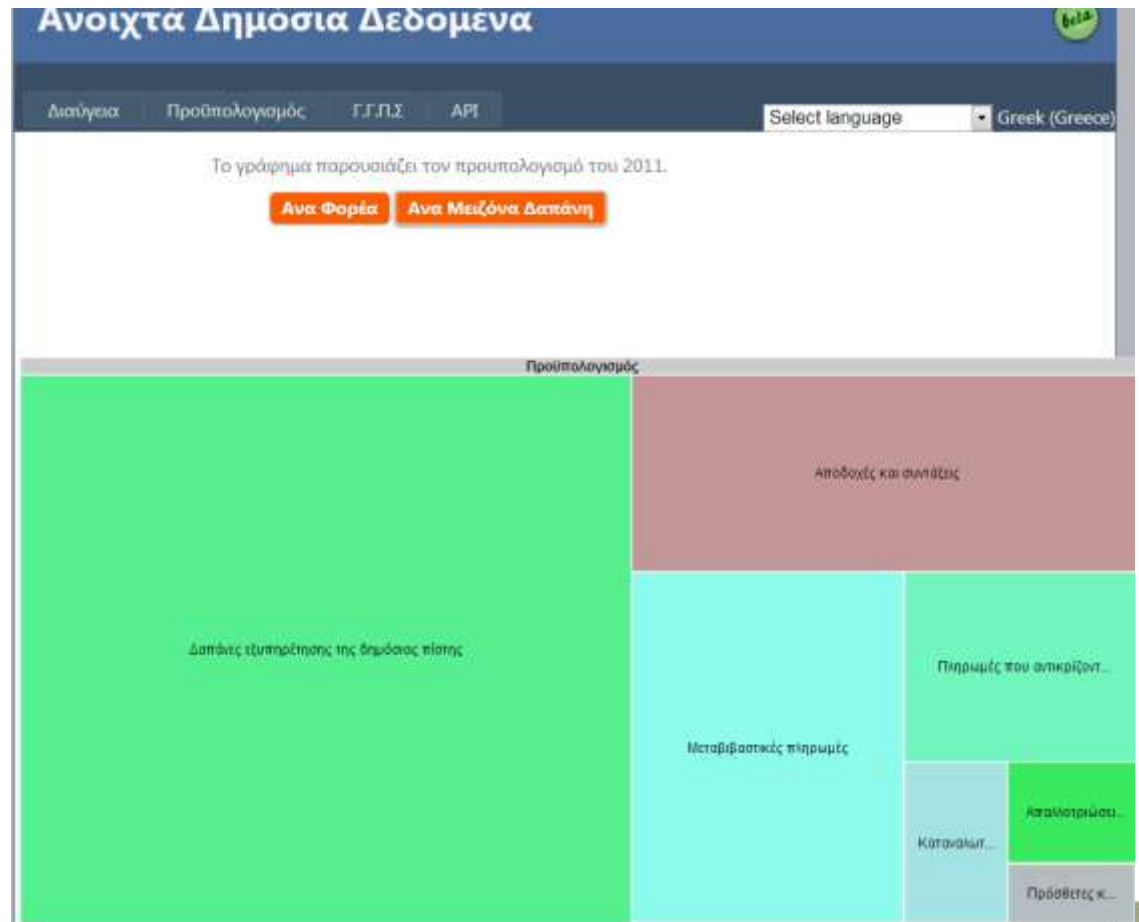 Ανοιχτά Δημόσια Δεδομένα
beta
Διαύγεια Προϋπολογισμός Γ.Γ.Π.Σ API
Select language Greek (Greece)
Το γράφημα παρουσιάζει τον προυπολογισμό του 2011.
Ανα Φορέα Ανα Μειζόνα Δαπάνη
Προϋπολογισμός
Αποδοχές και συντάξεις
Δαπάνες εξυπηρέτησης της δημόσιας πίστης
Πληρωμές που αντικρίζοντ...
Μεταβιβαστικές πληρωμές
Απαλλοτριώσει...
Καταναλωτ...
Πρόσθετες κ...